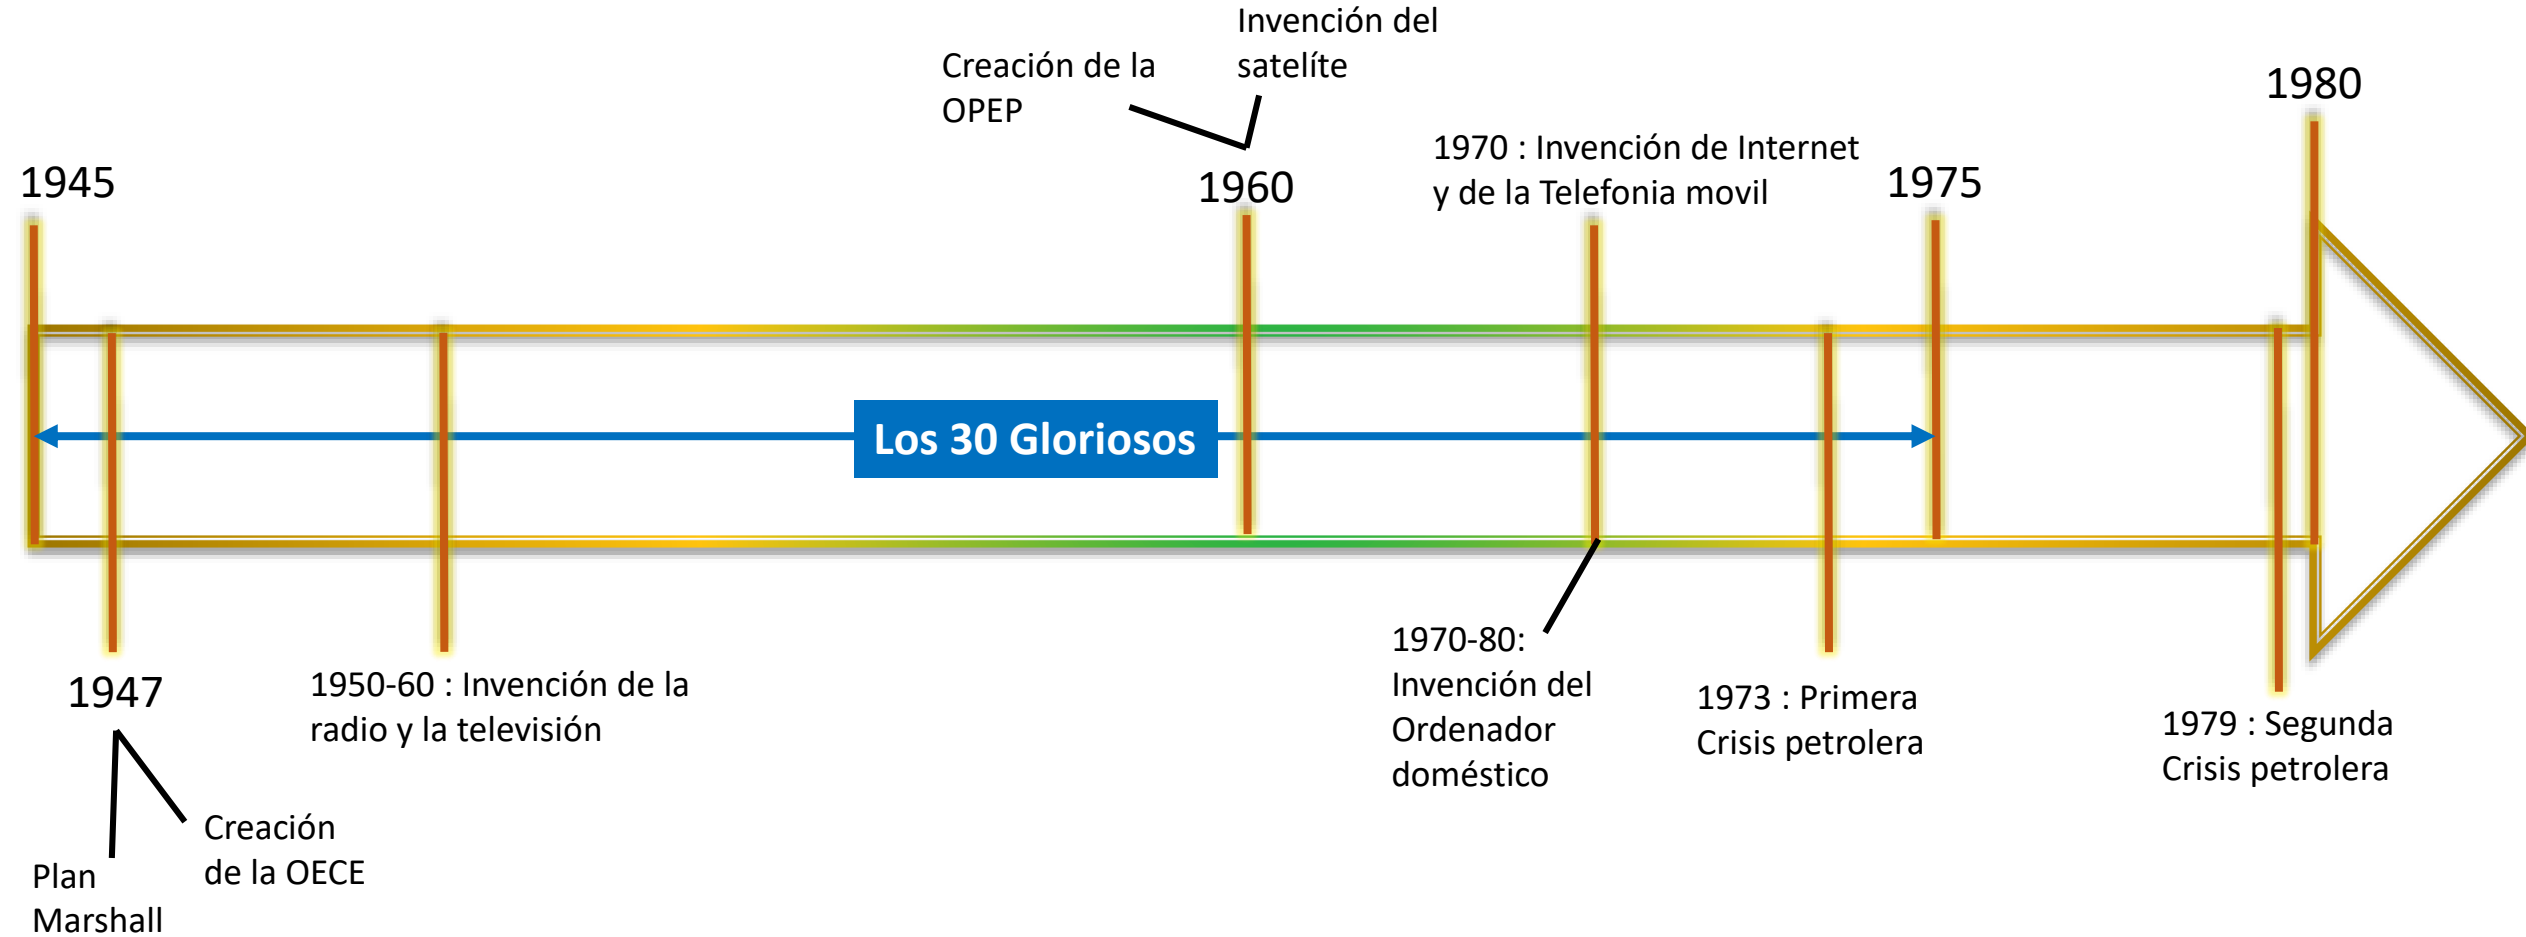 Invención del
satelíte
Creación de la
OPEP
1980
1970 : Invención de Internet
y de la Telefonia movil
1945
1960
1975
Los 30 Gloriosos
1947
1950-60 : Invención de la
radio y la televisión
1970-80:
Invención del
Ordenador
doméstico
1973 : Primera
Crisis petrolera
1979 : Segunda
Crisis petrolera
Creación
de la OECE
Plan
Marshall